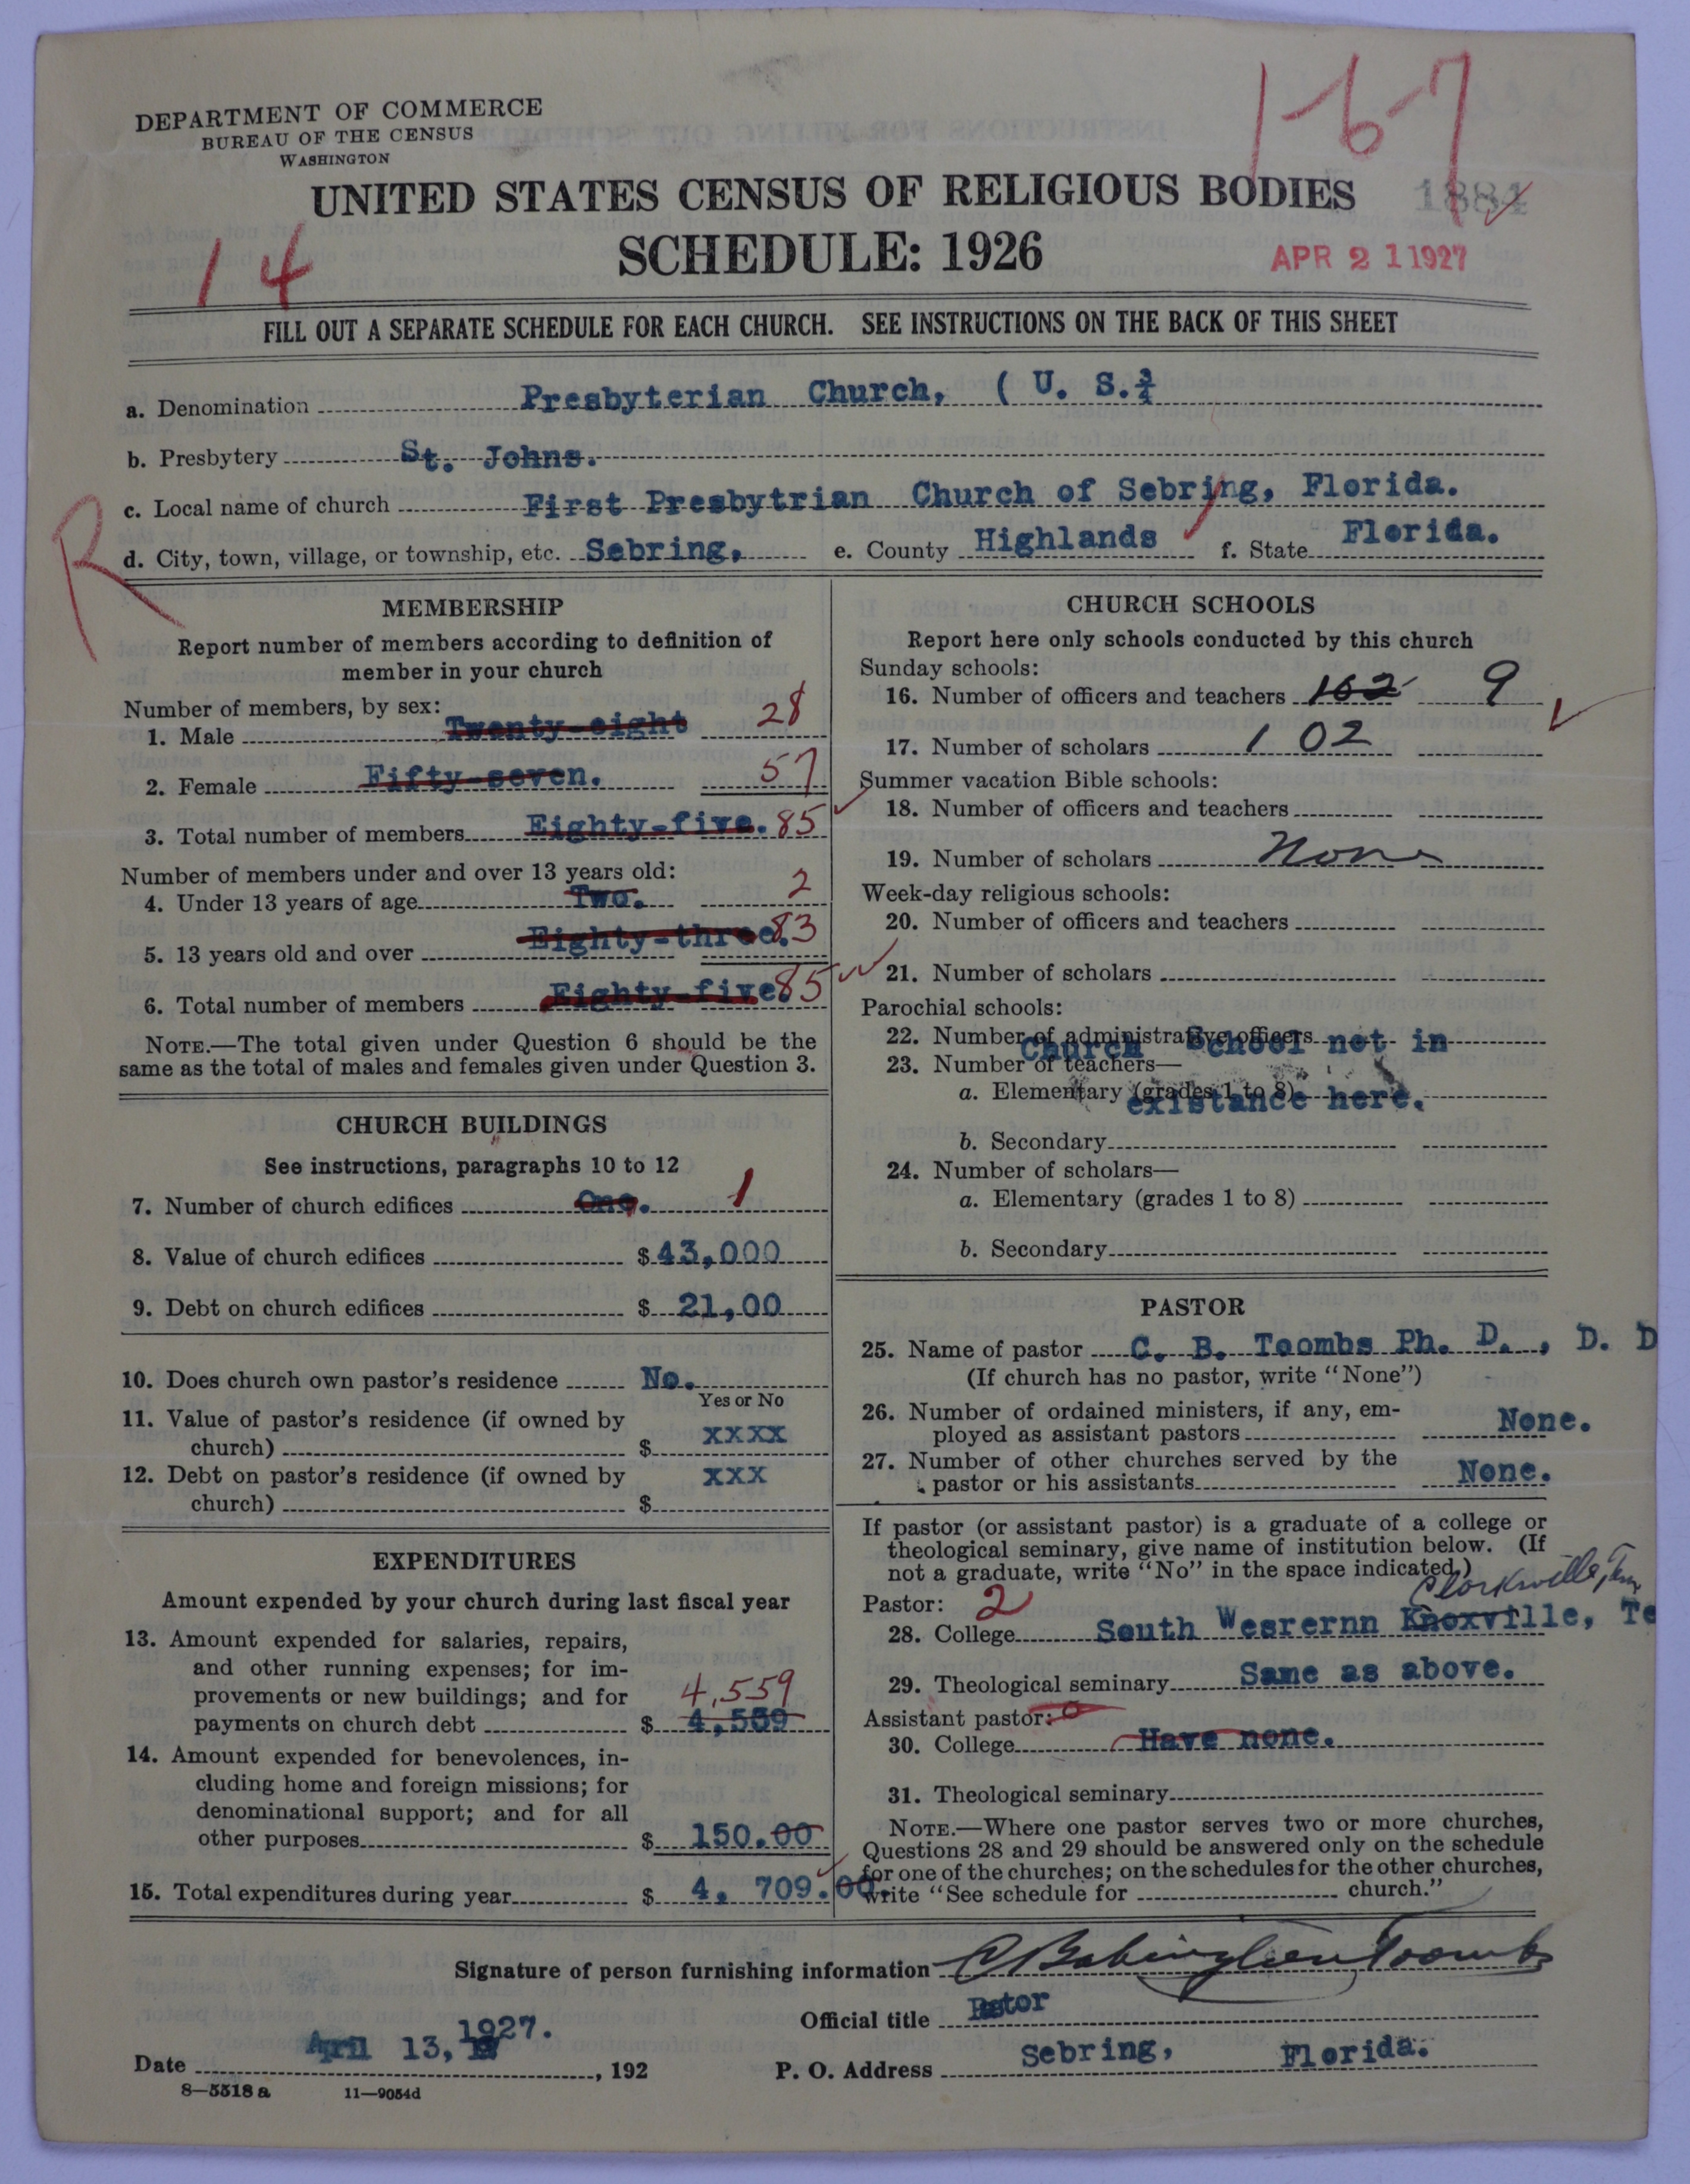 1-6-7
DEPARTMENT OF COMMERCE
BUREAU OF THE CENSUS
WASHINGTON
UNITED STATES CENSUS OF RELIGIOUS BODIES 1884
SCHEDULE: 1926
14
APR 21 1927
FILL OUT A SEPARATE SCHEDULE FOR EACH CHURCH. SEE INSTRUCTIONS ON THE BACK OF THIS SHEET
a. Denomination Presbyterian Church, ( U. S.
b. Presbytery St. Johns.
c. Local name of church First Presbytrian Church of Sebring, Florida.
R
d. City, town, village, or township, etc. Sebring, e. County Highlands f. State Florida.
MEMBERSHIP
Report number of members according to definition of
member in your church
Number of members, by sex:
1. Male Twenty-eight 28
2. Female Fifty-seven. 57
3. Total number of members Eighty-five. 85
Number of members under and over 13 years old:
4. Under 13 years of age Two. 2
5. 13 years old and over Eighty-three. 83
6. Total number of members Eighty-five. 85
NOTE.—The total given under Question 6 should be the
same as the total of males and females given under Question 3.
CHURCH BUILDINGS
See instructions, paragraphs 10 to 12
7. Number of church edifices One. 1
8. Value of church edifices $ 43,000
9. Debt on church edifices $ 21,00
10. Does church own pastor's residence No.
Yes or No
11. Value of pastor's residence (if owned by
church) $ xxxx
12. Debt on pastor's residence (if owned by
church) $ xxx
EXPENDITURES
Amount expended by your church during last fiscal year
13. Amount expended for salaries, repairs,
and other running expenses; for im-
provements or new buildings; and for 4,559
payments on church debt $ 4,559
14. Amount expended for benevolences, in-
cluding home and foreign missions; for
denominational support; and for all
other purposes $ 150.00
15. Total expenditures during year $ 4, 709.00.
CHURCH SCHOOLS
Report here only schools conducted by this church
Sunday schools:
16. Number of officers and teachers 102 9
17. Number of scholars 102
Summer vacation Bible schools:
18. Number of officers and teachers
19. Number of scholars None
Week-day religious schools:
20. Number of officers and teachers
21. Number of scholars
Parochial schools:
22. Number of administrative officers
Church School not in
23. Number of teachers—
a. Elementary (grades 1 to 8)
existance here.
b. Secondary
24. Number of scholars—
a. Elementary (grades 1 to 8)
b. Secondary
PASTOR
25. Name of pastor C. B. Toombs Ph. D., D. D
(If church has no pastor, write "None")
26. Number of ordained ministers, if any, em-
ployed as assistant pastors None.
27. Number of other churches served by the
pastor or his assistants None.
If pastor (or assistant pastor) is a graduate of a college or
theological seminary, give name of institution below. (If
not a graduate, write "No" in the space indicated.)
Clarksville, Tenn
Pastor: 2
28. College South Wesrernn Knoxville, Te
29. Theological seminary Same as above.
Assistant pastor: 0
30. College Have none.
31. Theological seminary
NOTE.—Where one pastor serves two or more churches,
Questions 28 and 29 should be answered only on the schedule
for one of the churches; on the schedules for the other churches,
write "See schedule for church."
Signature of person furnishing information C Babington Toombs
Official title Pstor
Date April 13, 1927. , 192
P. O. Address Sebring, Florida.
8—5518 a 11—9054d